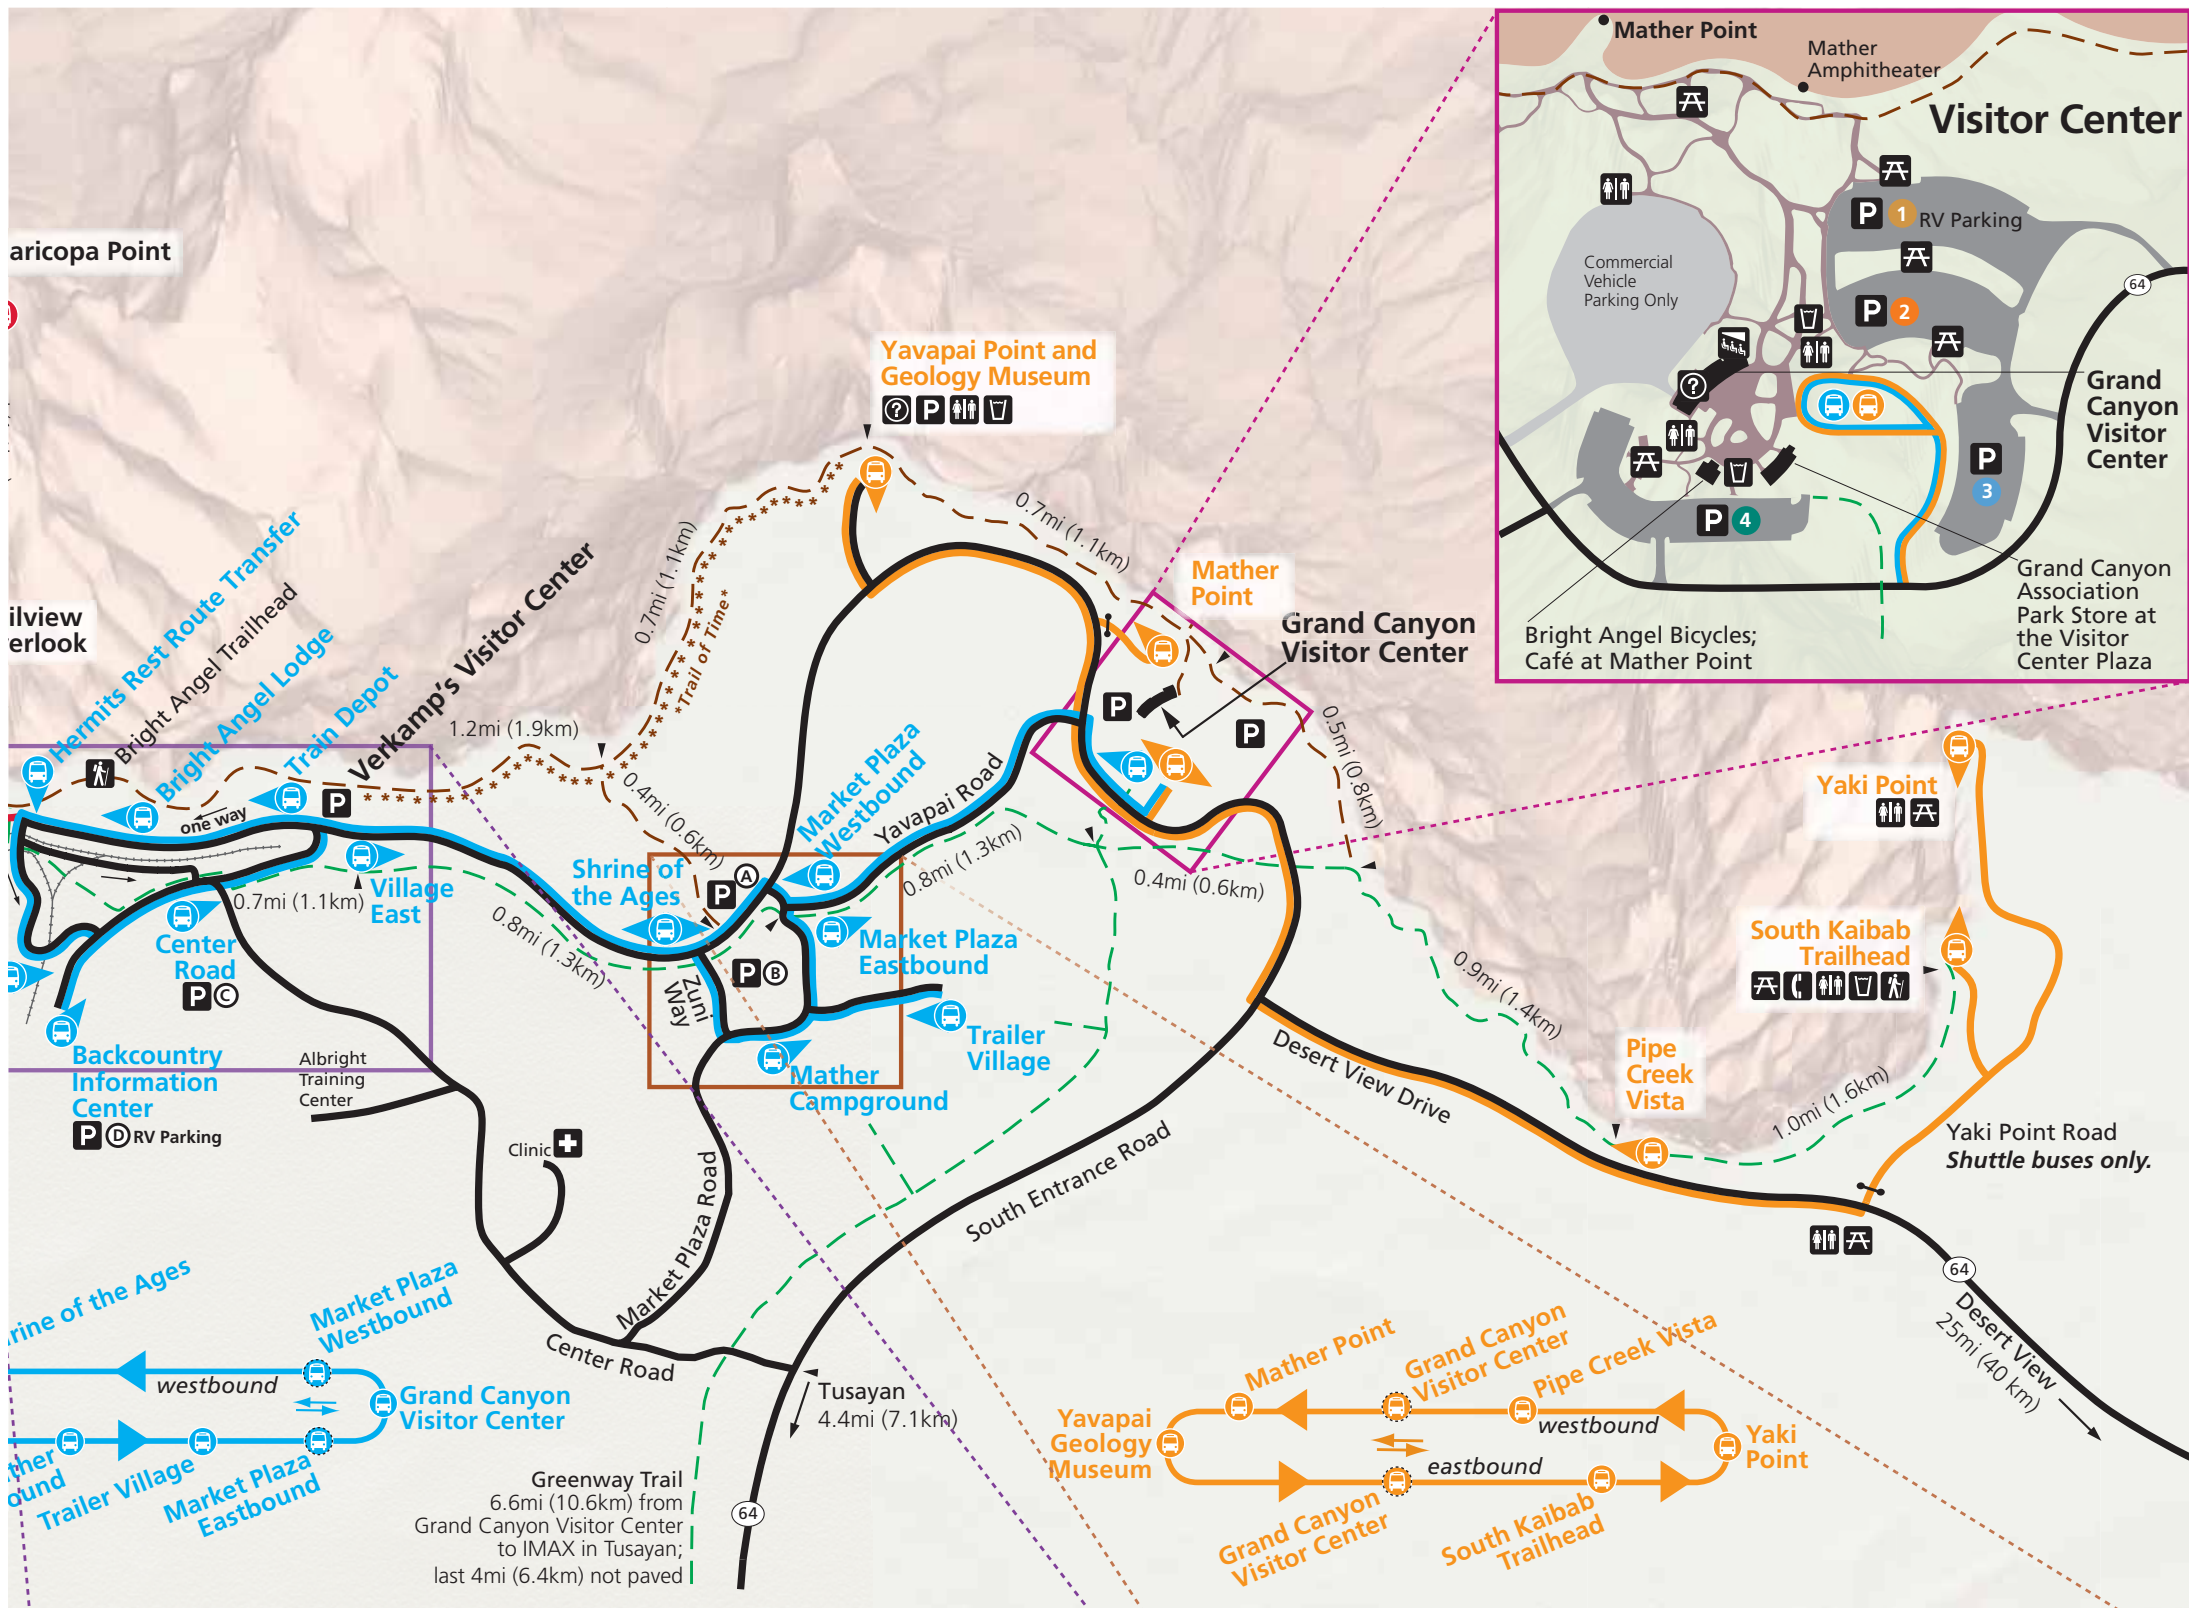 Mather Point
Mather
Amphitheater
Visitor Center
P 1 RV Parking
Commercial
Vehicle
Parking Only
P 2
64
?
Grand
Canyon
Visitor
Center
P
3
P 4
Grand Canyon
Association
Park Store at
the Visitor
Center Plaza
Bright Angel Bicycles;
Café at Mather Point
aricopa Point
Yavapai Point and
Geology Museum
? P
0.7mi (1.1km)
0.7mi (1.1km)
*Trail of Time*
Mather
Point
Grand Canyon
Visitor Center
P
P
0.5mi (0.8km)
ilview
erlook
Hermits Rest Route Transfer
Bright Angel Trailhead
Bright Angel Lodge
Train Depot
Verkamp's Visitor Center
P
one way
1.2mi (1.9km)
0.4mi (0.6km)
Market Plaza
Westbound
Yavapai Road
0.8mi (1.3km)
0.4mi (0.6km)
Shrine of
the Ages
P A
Village
East
0.7mi (1.1km)
0.8mi (1.3km)
Center
Road
P C
Market Plaza
Eastbound
P B
Zuni
Way
Trailer
Village
Mather
Campground
Backcountry
Information
Center
P D RV Parking
Albright
Training
Center
Clinic
Market Plaza Road
South Entrance Road
Desert View Drive
0.9mi (1.4km)
Pipe
Creek
Vista
1.0mi (1.6km)
Yaki Point
South Kaibab
Trailhead
Yaki Point Road
Shuttle buses only.
64
Desert View
25mi (40 km)
Center Road
Tusayan
4.4mi (7.1km)
64
Greenway Trail
6.6mi (10.6km) from
Grand Canyon Visitor Center
to IMAX in Tusayan;
last 4mi (6.4km) not paved
rine of the Ages
Market Plaza
Westbound
westbound
Grand Canyon
Visitor Center
ther
ound
Trailer Village
Market Plaza
Eastbound
Mather Point
Grand Canyon
Visitor Center
Pipe Creek Vista
westbound
Yavapai
Geology
Museum
Yaki
Point
eastbound
Grand Canyon
Visitor Center
South Kaibab
Trailhead